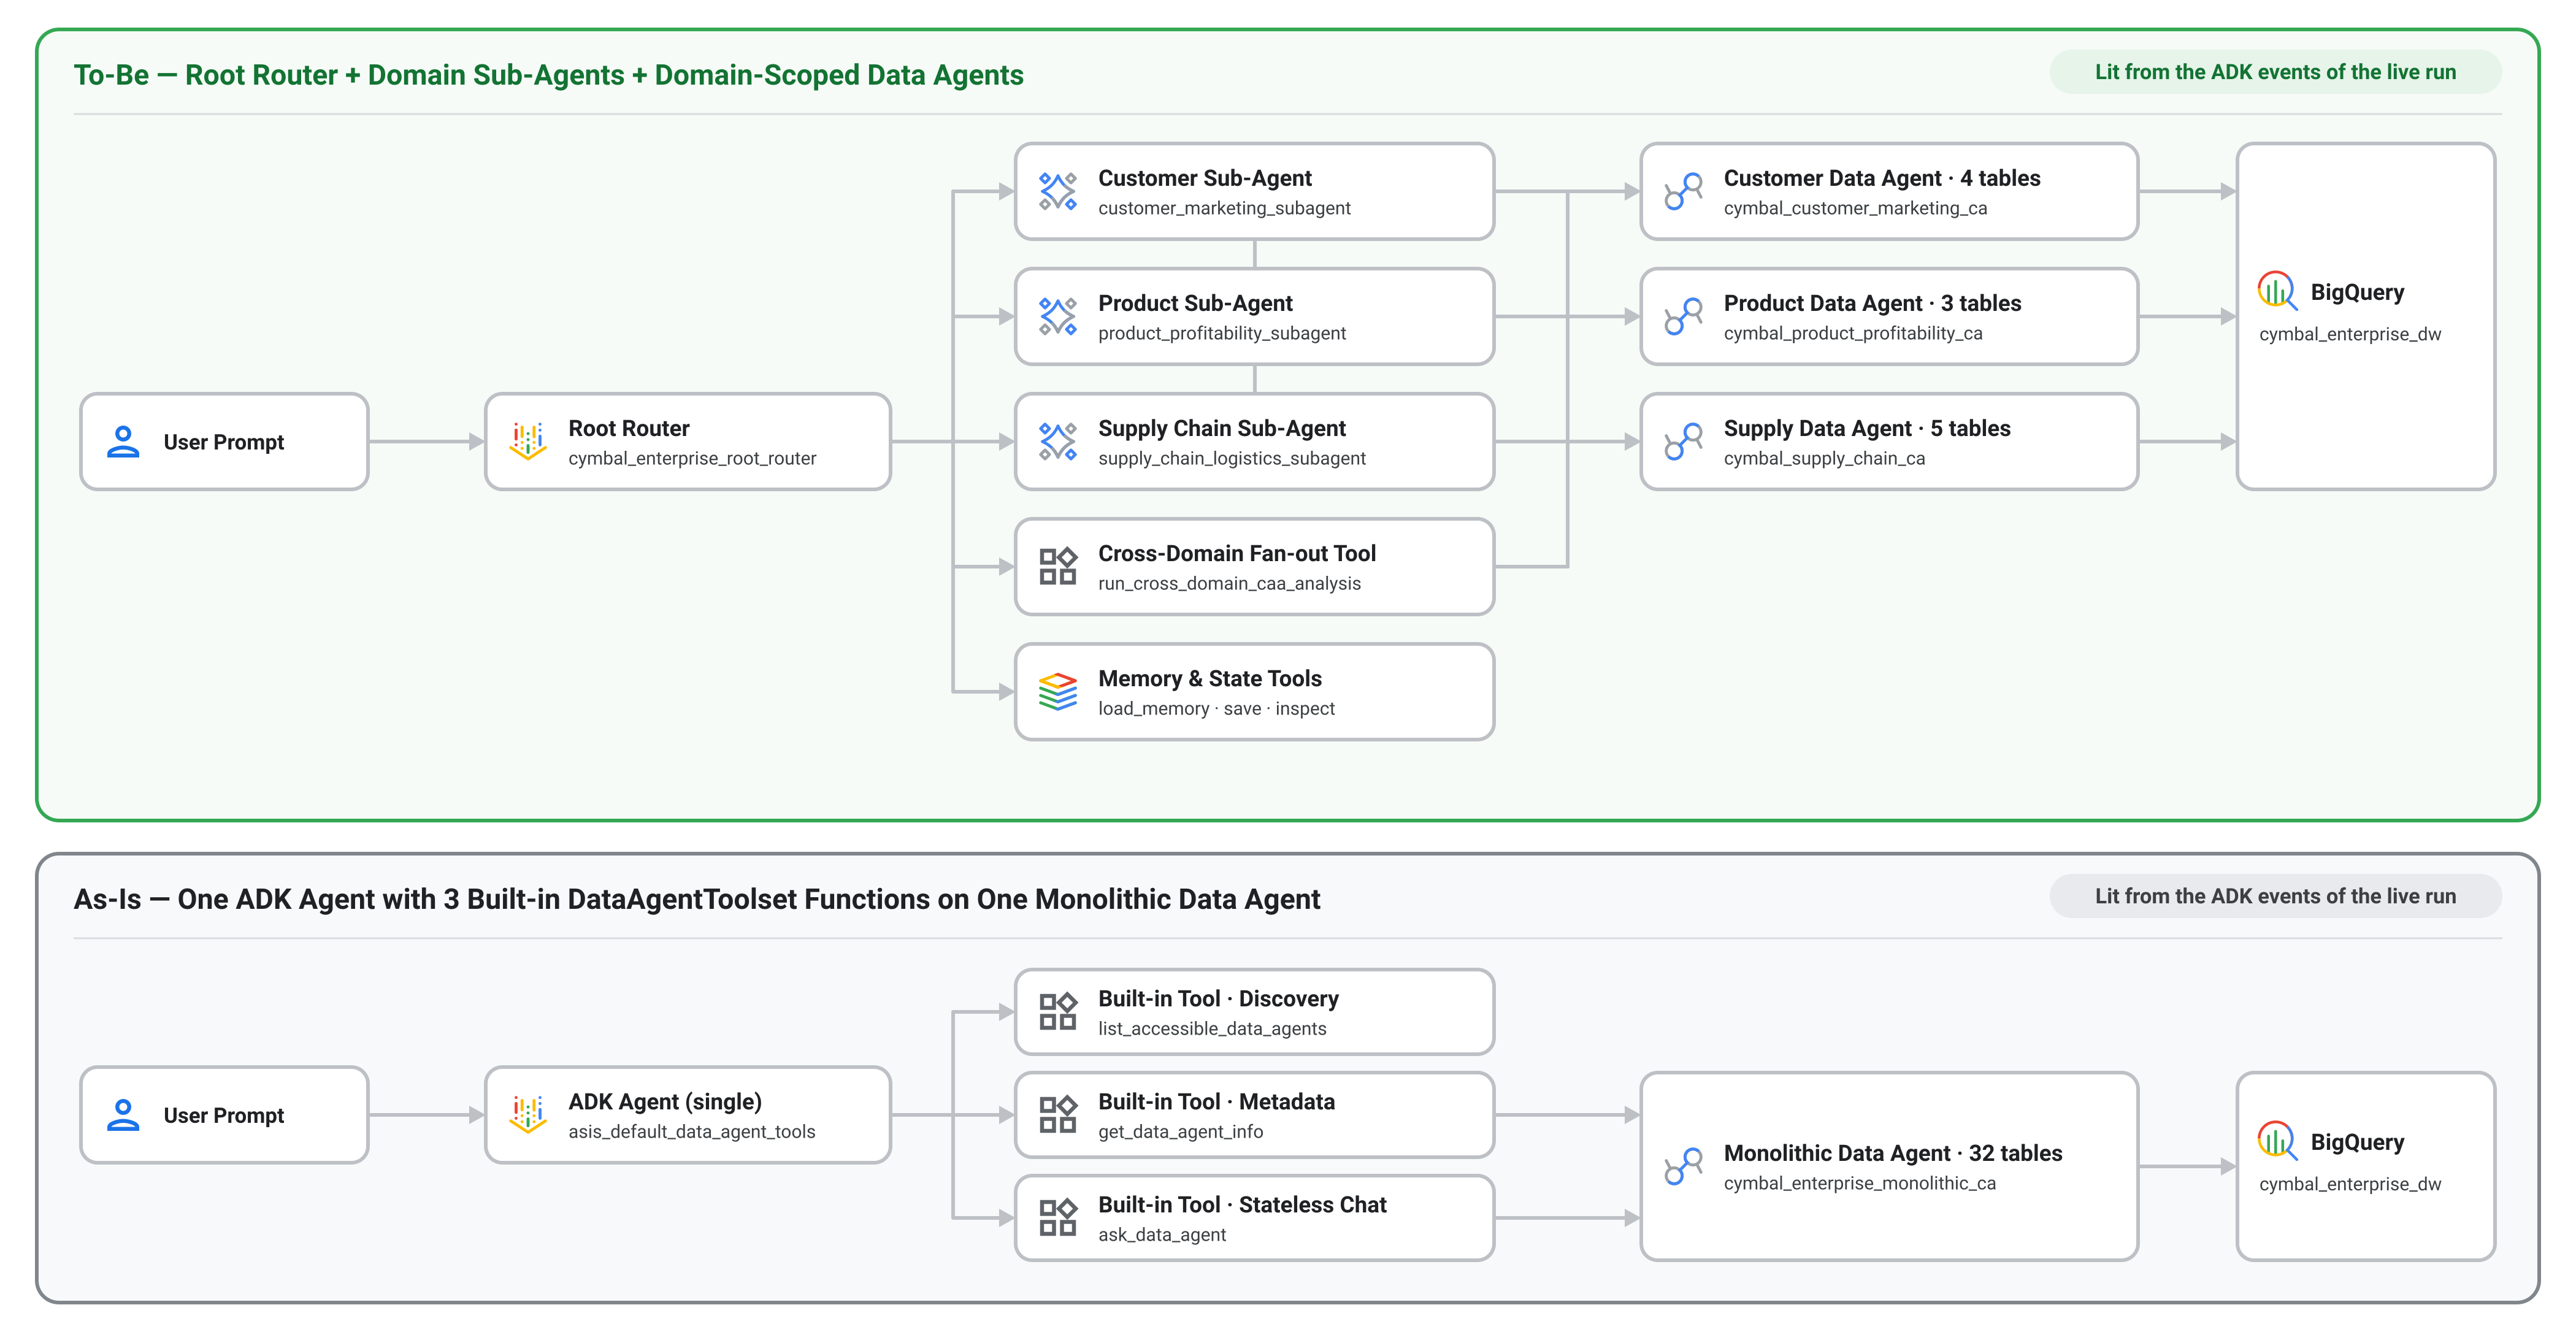 To-Be — Root Router + Domain Sub-Agents + Domain-Scoped Data Agents
Lit from the ADK events of the live run
User Prompt
Root Router
cymbal_enterprise_root_router
Customer Sub-Agent
customer_marketing_subagent
Product Sub-Agent
product_profitability_subagent
Supply Chain Sub-Agent
supply_chain_logistics_subagent
Cross-Domain Fan-out Tool
run_cross_domain_caa_analysis
Memory & State Tools
load_memory · save · inspect
Customer Data Agent · 4 tables
cymbal_customer_marketing_ca
Product Data Agent · 3 tables
cymbal_product_profitability_ca
Supply Data Agent · 5 tables
cymbal_supply_chain_ca
BigQuery
cymbal_enterprise_dw
As-Is — One ADK Agent with 3 Built-in DataAgentToolset Functions on One Monolithic Data Agent
Lit from the ADK events of the live run
User Prompt
ADK Agent (single)
asis_default_data_agent_tools
Built-in Tool · Discovery
list_accessible_data_agents
Built-in Tool · Metadata
get_data_agent_info
Built-in Tool · Stateless Chat
ask_data_agent
Monolithic Data Agent · 32 tables
cymbal_enterprise_monolithic_ca
BigQuery
cymbal_enterprise_dw